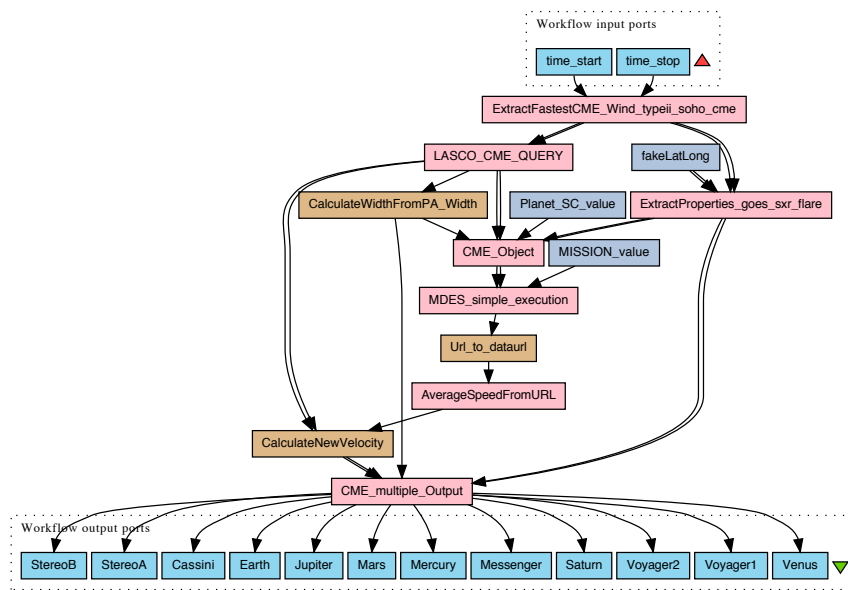 Workflow input ports
time_start
time_stop
ExtractFastestCME_Wind_typeii_soho_cme
LASCO_CME_QUERY
fakeLatLong
CalculateWidthFromPA_Width
Planet_SC_value
ExtractProperties_goes_sxr_flare
CME_Object
MISSION_value
MDES_simple_execution
Url_to_dataurl
AverageSpeedFromURL
CalculateNewVelocity
CME_multiple_Output
Workflow output ports
StereoB
StereoA
Cassini
Earth
Jupiter
Mars
Mercury
Messenger
Saturn
Voyager2
Voyager1
Venus